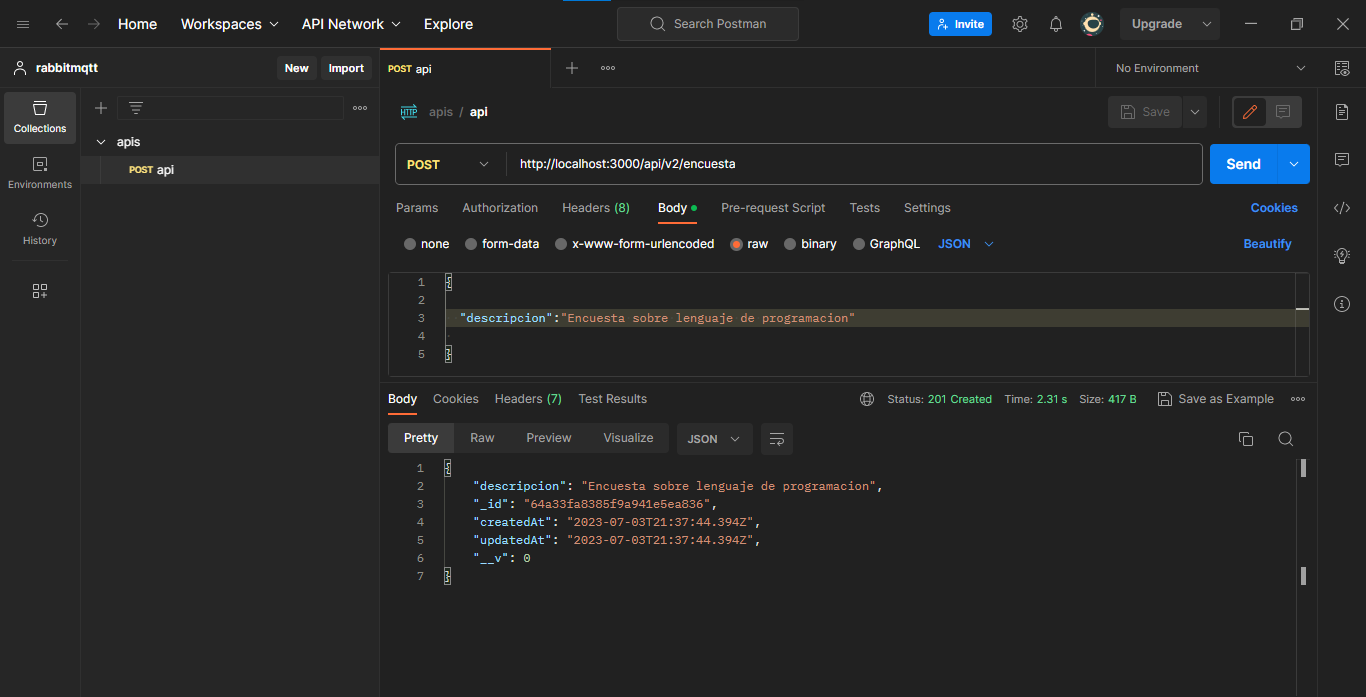 Home Workspaces API Network Explore Search Postman Invite Upgrade
rabbitmqtt New Import POST api No Environment
Collections
apis
POST api
Environments
History
HTTP apis / api Save
POST http://localhost:3000/api/v2/encuesta Send
Params Authorization Headers (8) Body Pre-request Script Tests Settings Cookies
none form-data x-www-form-urlencoded raw binary GraphQL JSON Beautify
1 {
2
3 "descripcion":"Encuesta sobre lenguaje de programacion"
4
5 }
Body Cookies Headers (7) Test Results Status: 201 Created Time: 2.31 s Size: 417 B Save as Example
Pretty Raw Preview Visualize JSON
1 {
2 "descripcion": "Encuesta sobre lenguaje de programacion",
3 "_id": "64a33fa8385f9a941e5ea836",
4 "createdAt": "2023-07-03T21:37:44.394Z",
5 "updatedAt": "2023-07-03T21:37:44.394Z",
6 "__v": 0
7 }